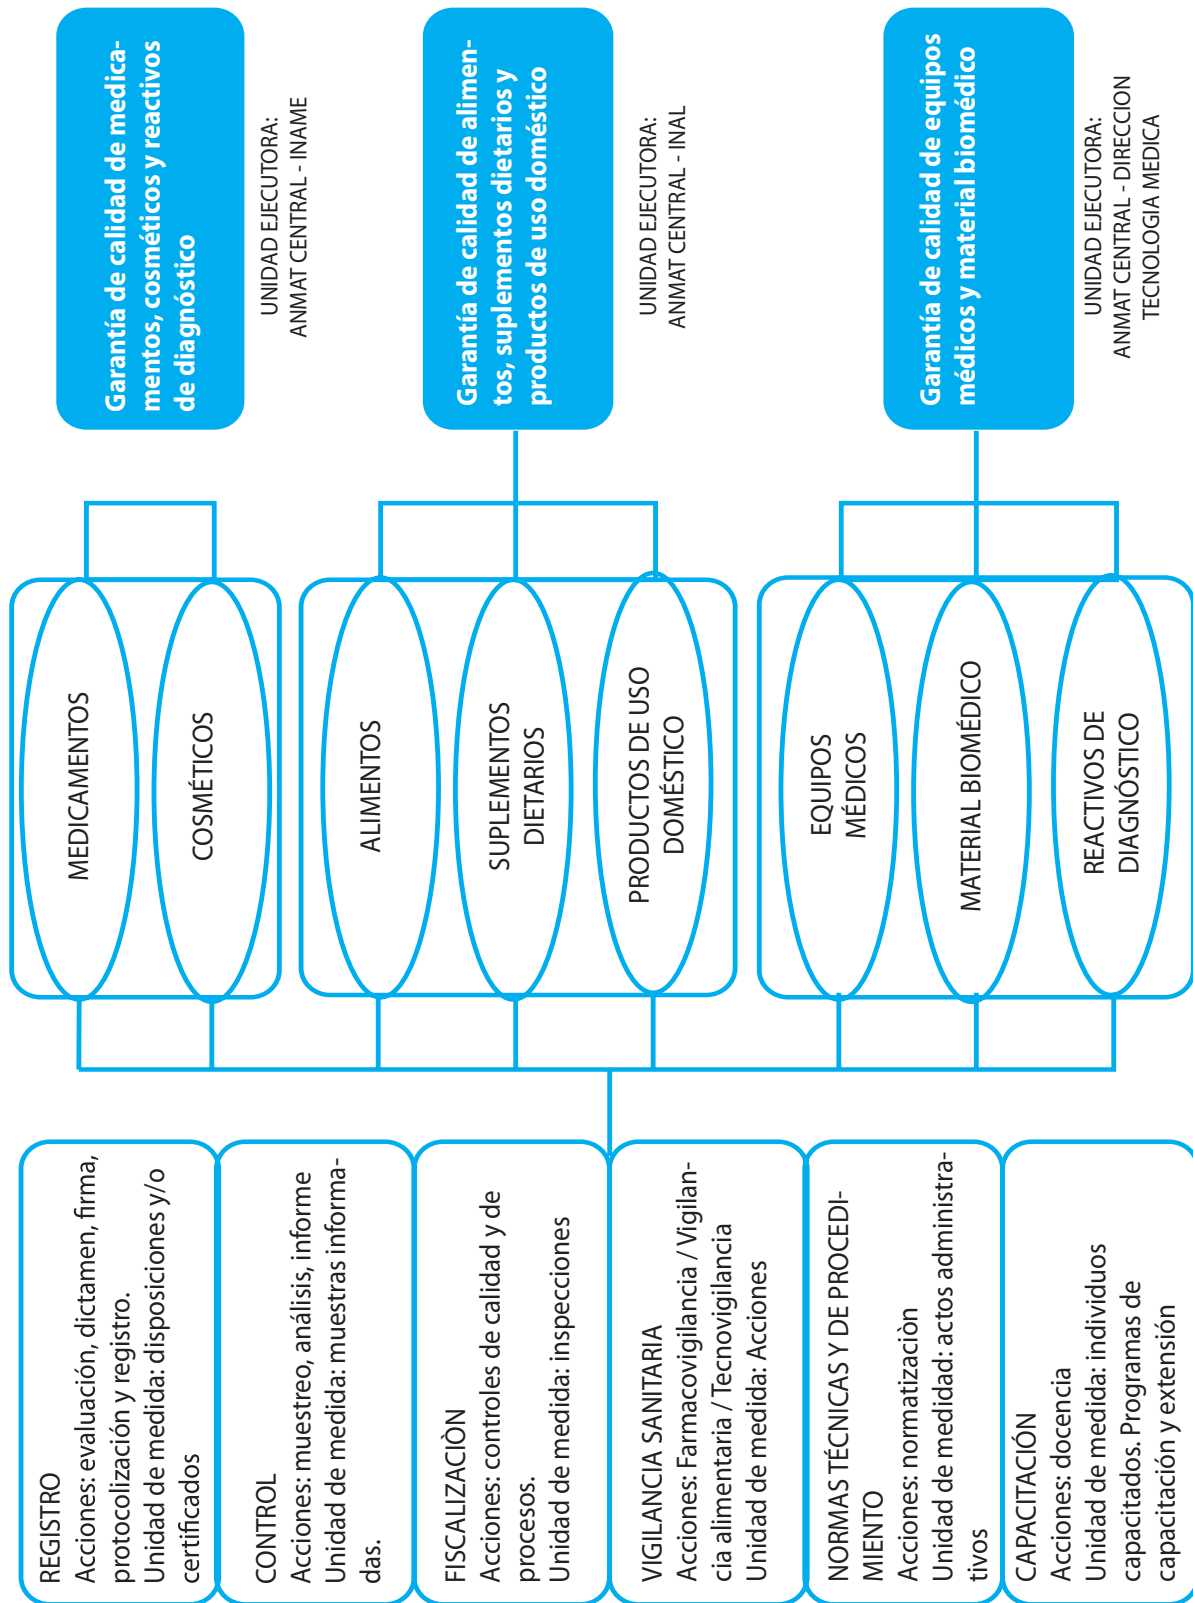 REGISTRO
Acciones: evaluación, dictamen, firma,
protocolización y registro.
Unidad de medida: disposiciones y/o
certificados
CONTROL
Acciones: muestreo, análisis, informe
Unidad de medida: muestras informa-
das.
FISCALIZACIÒN
Acciones: controles de calidad y de
procesos.
Unidad de medida: inspecciones
VIGILANCIA SANITARIA
Acciones: Farmacovigilancia / Vigilan-
cia alimentaria / Tecnovigilancia
Unidad de medida: Acciones
NORMAS TÉCNICAS Y DE PROCEDI-
MIENTO
Acciones: normatizaciòn
Unidad de medidad: actos administra-
tivos
CAPACITACIÓN
Acciones: docencia
Unidad de medida: individuos
capacitados. Programas de
capacitación y extensión
MEDICAMENTOS
COSMÉTICOS
ALIMENTOS
SUPLEMENTOS
DIETARIOS
PRODUCTOS DE USO
DOMÉSTICO
EQUIPOS
MÉDICOS
MATERIAL BIOMÉDICO
REACTIVOS DE
DIAGNÓSTICO
Garantía de calidad de medica-
mentos, cosméticos y reactivos
de diagnóstico
UNIDAD EJECUTORA:
ANMAT CENTRAL - INAME
Garantía de calidad de alimen-
tos, suplementos dietarios y
productos de uso doméstico
UNIDAD EJECUTORA:
ANMAT CENTRAL - INAL
Garantía de calidad de equipos
médicos y material biomédico
UNIDAD EJECUTORA:
ANMAT CENTRAL - DIRECCION
TECNOLOGIA MEDICA